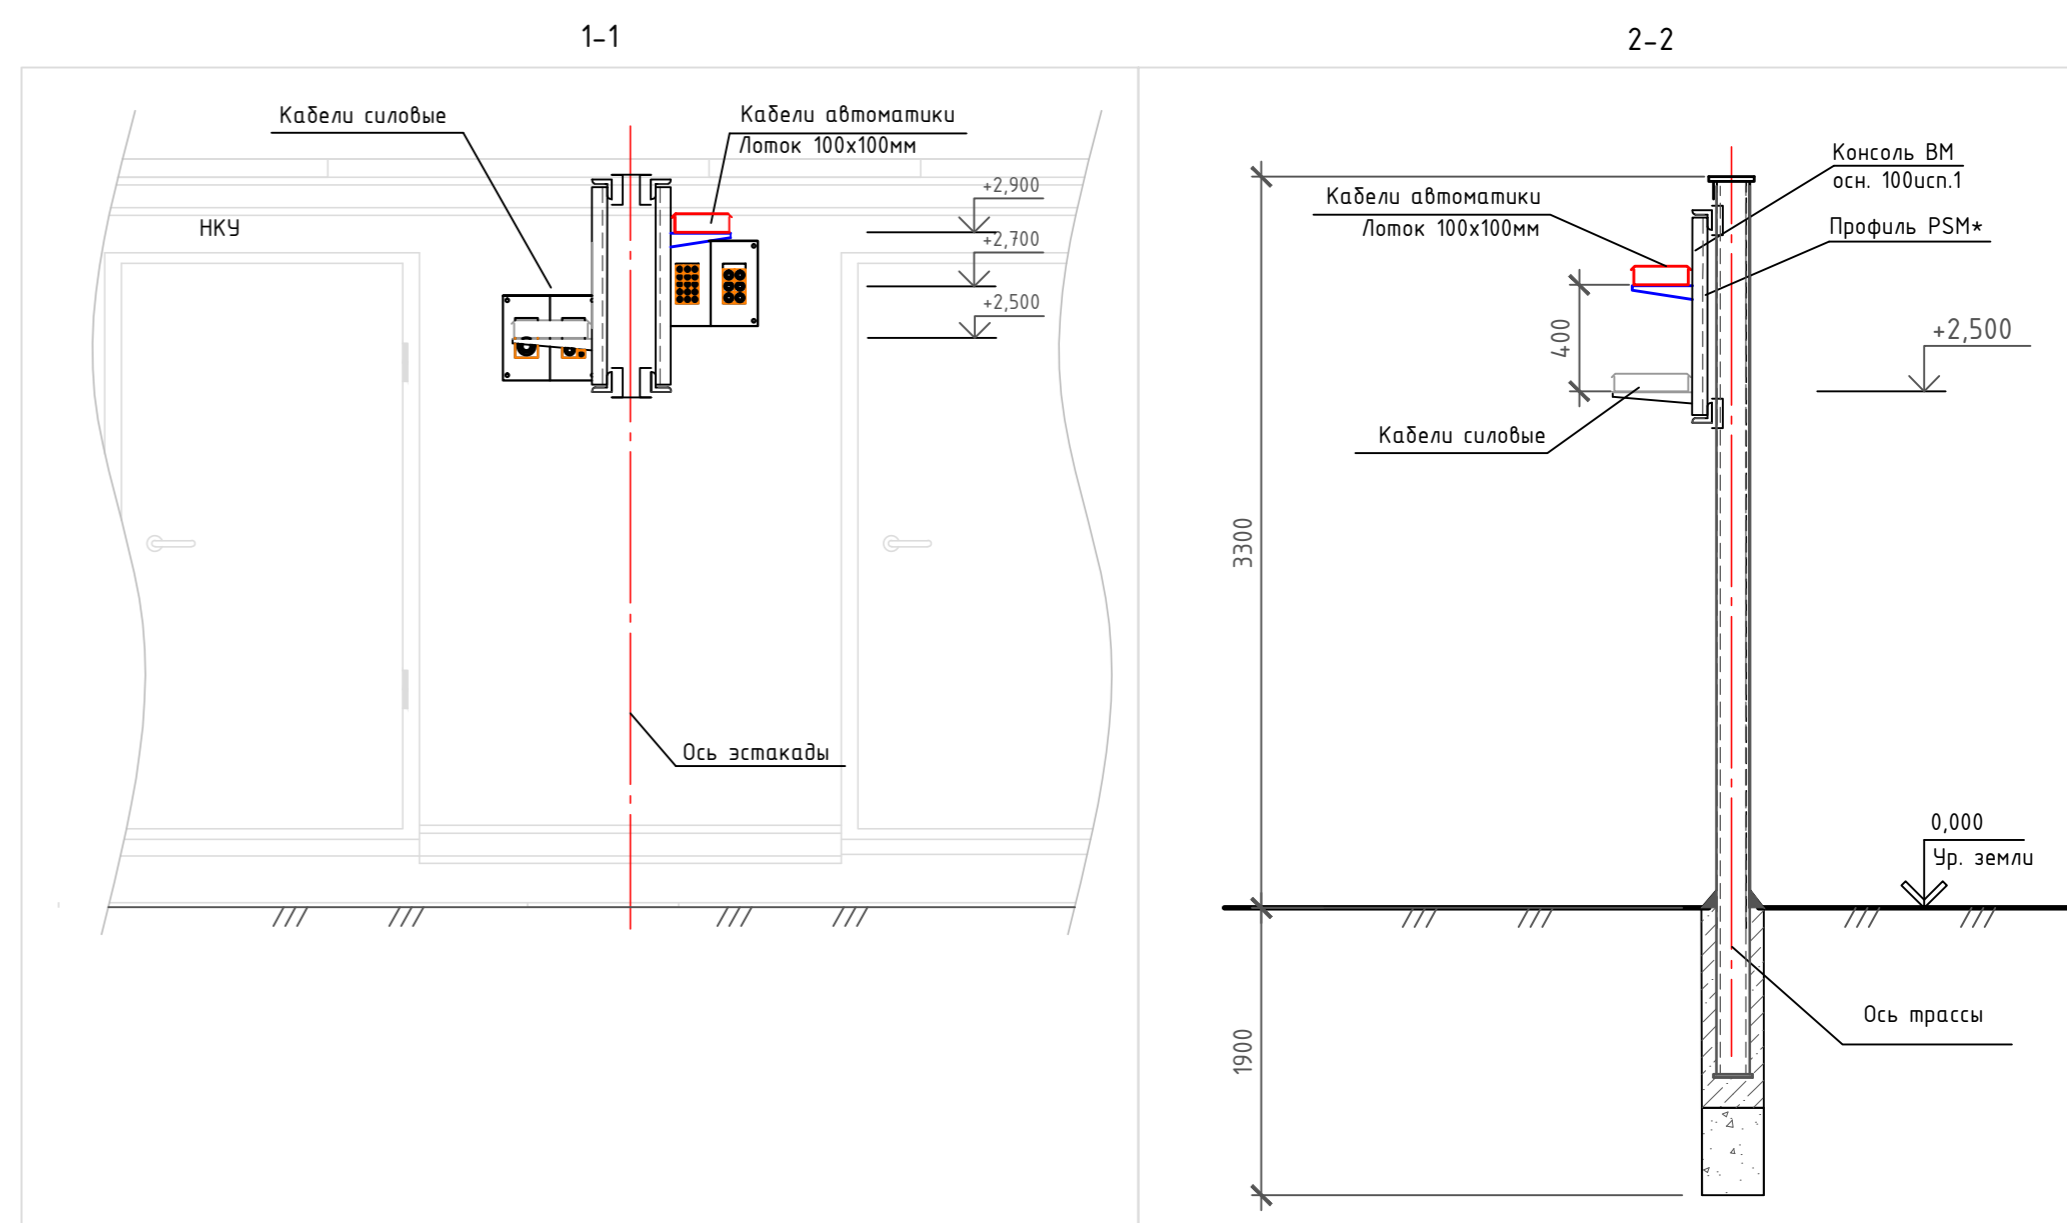 1-1
Кабели силовые
Кабели автоматики
Лоток 100х100мм
НКУ
+2,900
+2,700
+2,500
Ось эстакады
2-2
Консоль ВМ
осн. 100исп.1
Профиль PSM*
Кабели автоматики
Лоток 100х100мм
400
+2,500
Кабели силовые
3300
0,000
Ур. земли
1900
Ось трассы